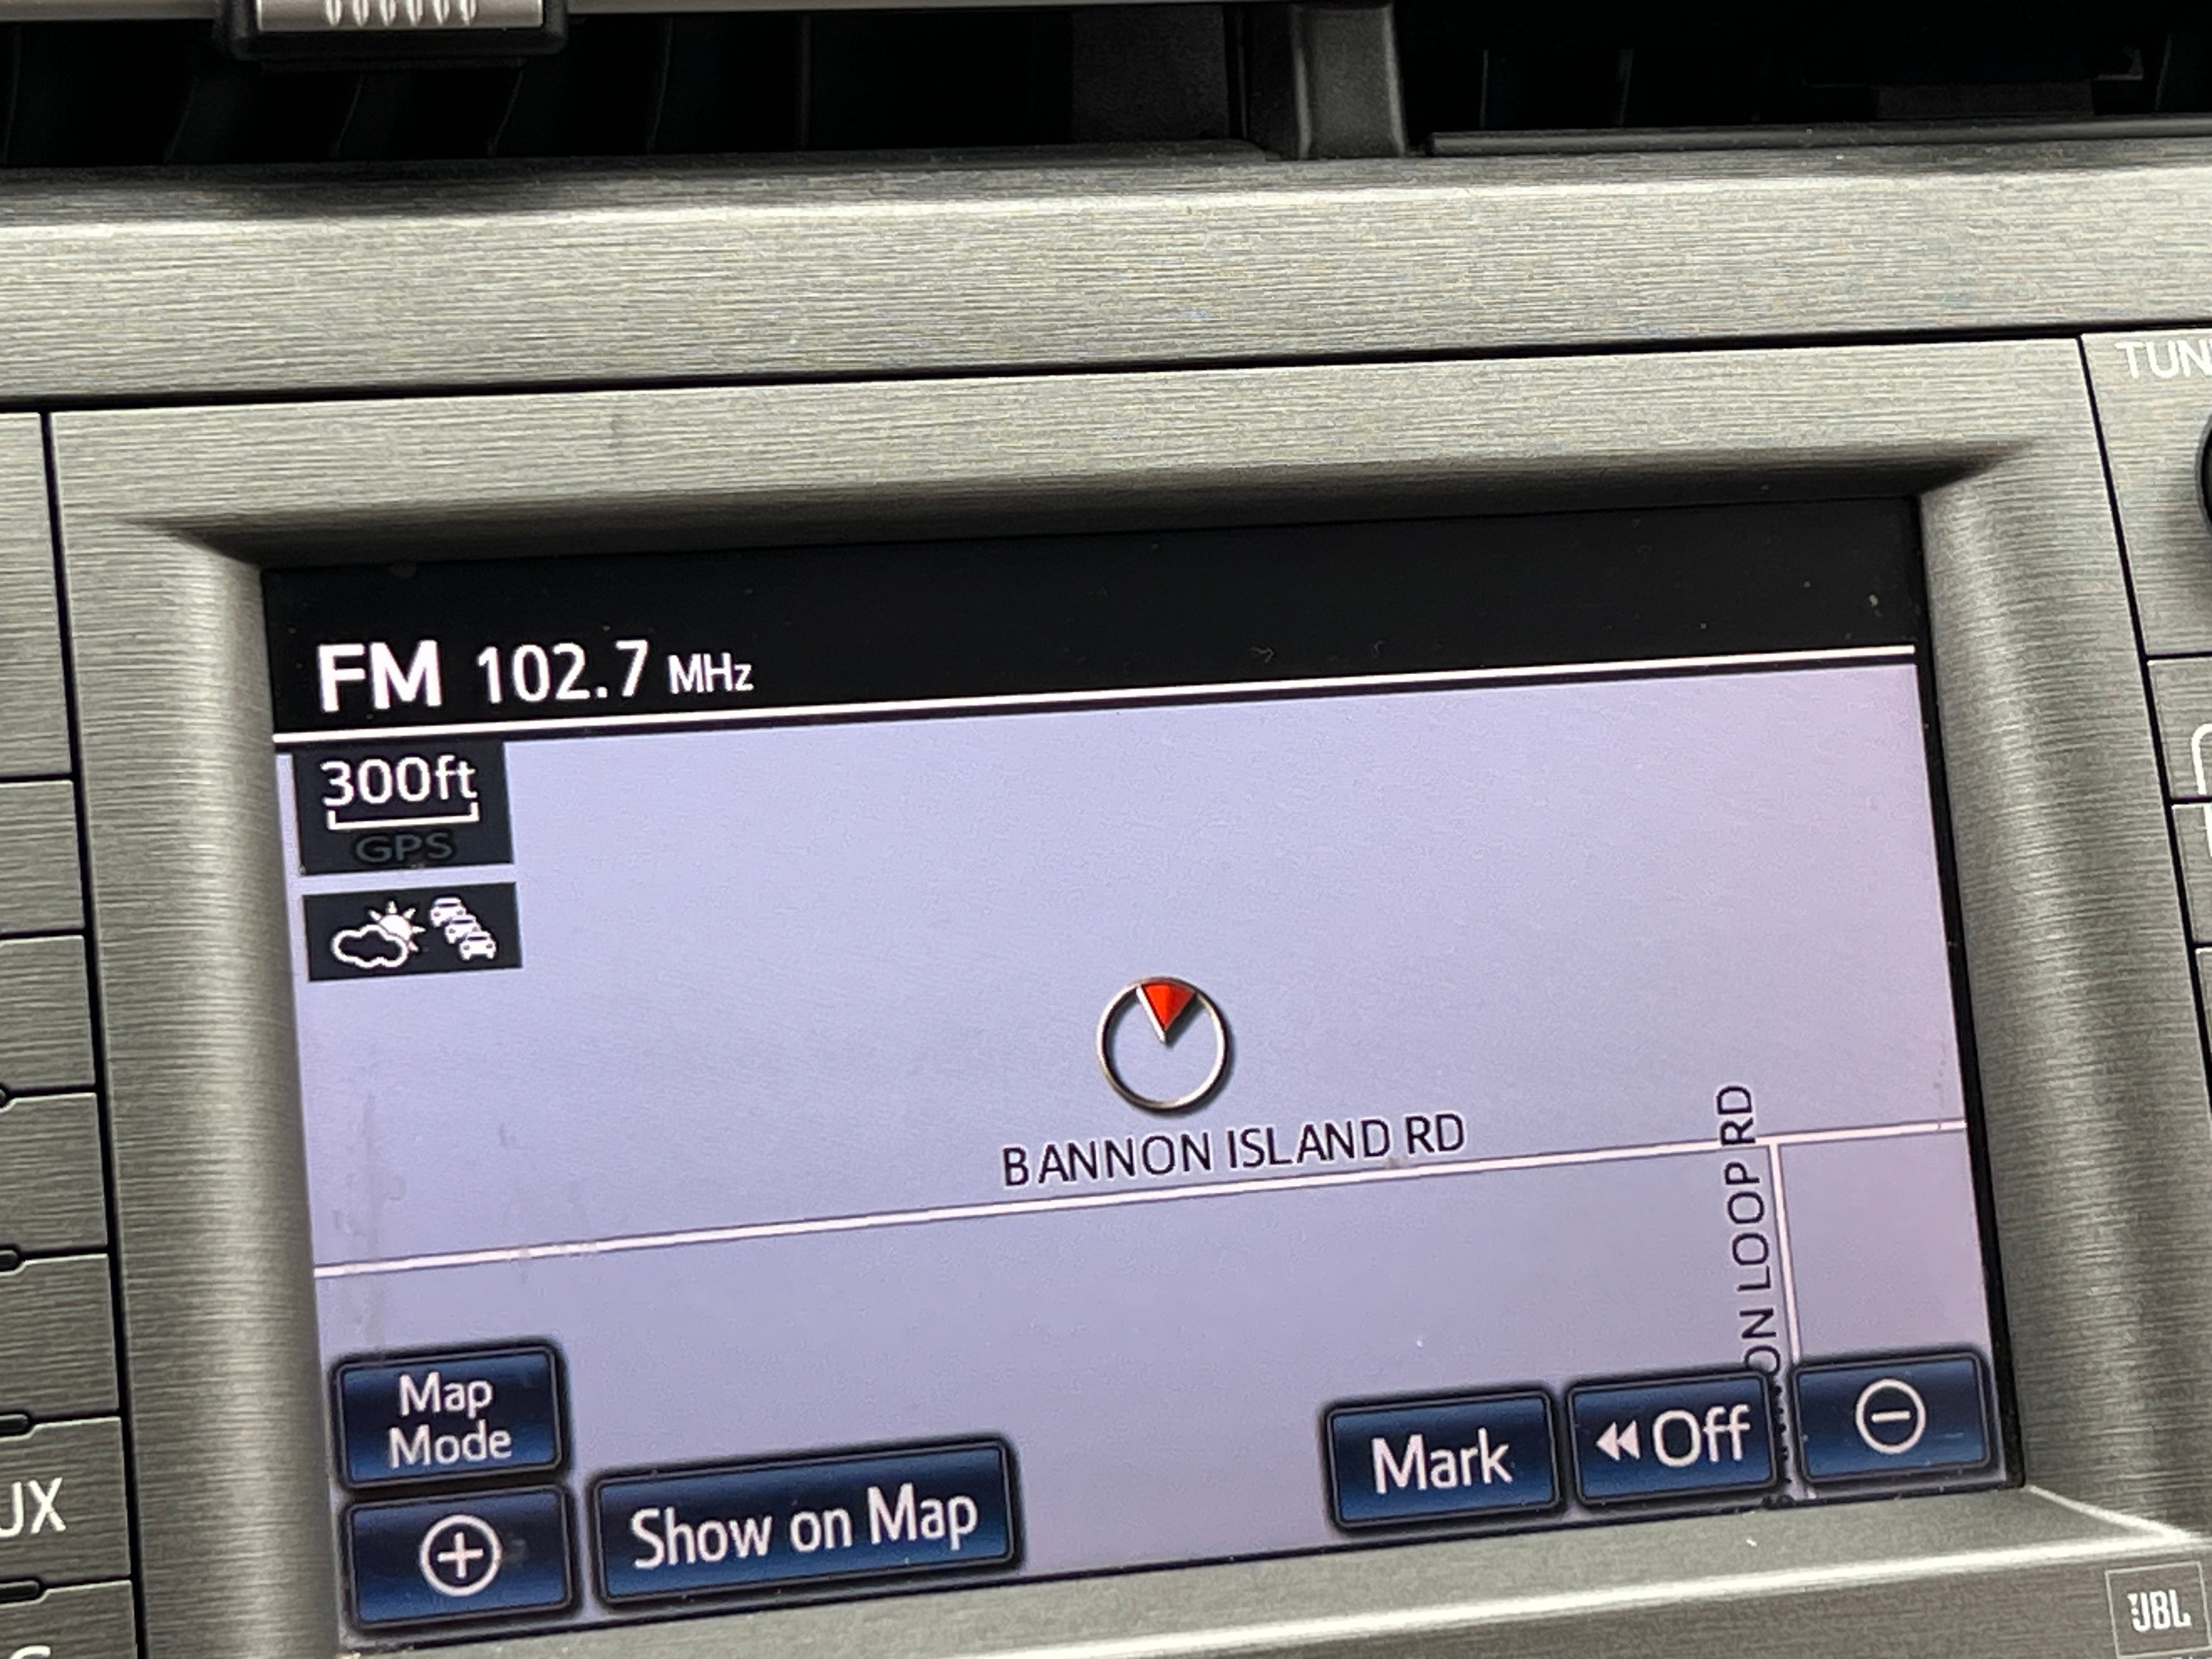 TUN
FM 102.7 MHz
300ft
GPS
BANNON ISLAND RD
ON LOOP RD
Map
Mode
Mark
Off
Show on Map
UX
JBL